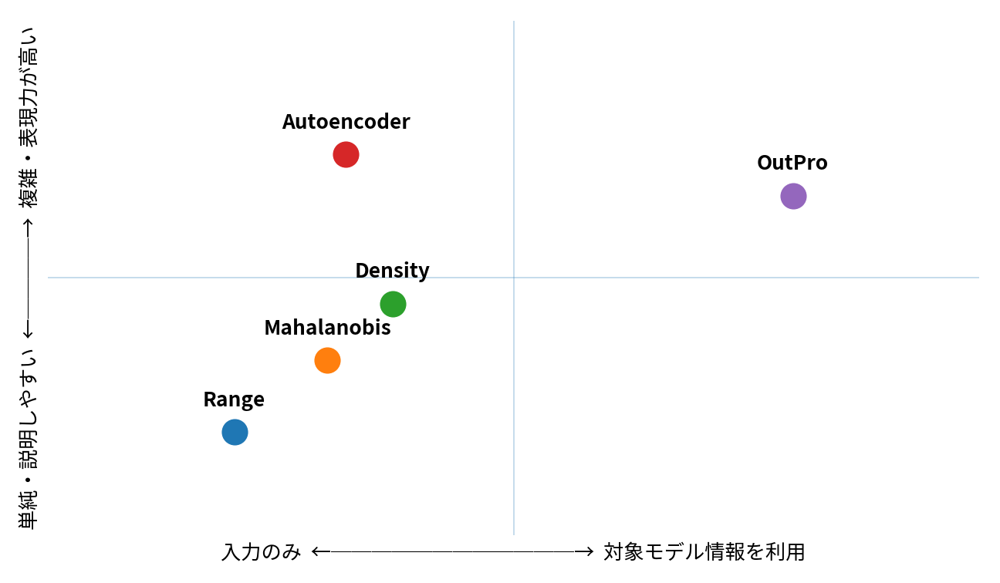 複雑・表現力が高い
単純・説明しやすい
Autoencoder
OutPro
Density
Mahalanobis
Range
入力のみ ←――――――――――――→ 対象モデル情報を利用